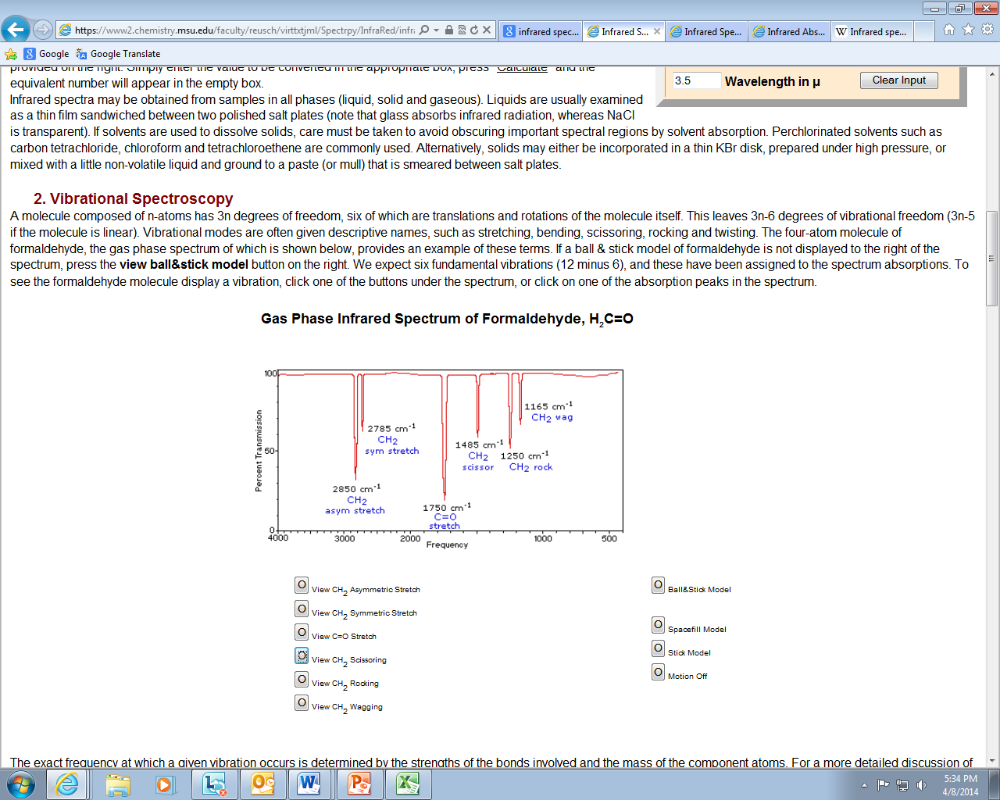 https://www2.chemistry.msu.edu/faculty/reusch/virttxtjml/Spectrpy/InfraRed/infr
infrared spec...
Infrared S...
Infrared Spe...
Infrared Abs...
W Infrared spe...
Google
Google Translate
provided on the right. Simply enter the value to be converted in the appropriate box, press "Calculate" and the
equivalent number will appear in the empty box.
3.5 Wavelength in μ Clear Input
Infrared spectra may be obtained from samples in all phases (liquid, solid and gaseous). Liquids are usually examined
as a thin film sandwiched between two polished salt plates (note that glass absorbs infrared radiation, whereas NaCl
is transparent). If solvents are used to dissolve solids, care must be taken to avoid obscuring important spectral regions by solvent absorption. Perchlorinated solvents such as
carbon tetrachloride, chloroform and tetrachloroethene are commonly used. Alternatively, solids may either be incorporated in a thin KBr disk, prepared under high pressure, or
mixed with a little non-volatile liquid and ground to a paste (or mull) that is smeared between salt plates.
2. Vibrational Spectroscopy
A molecule composed of n-atoms has 3n degrees of freedom, six of which are translations and rotations of the molecule itself. This leaves 3n-6 degrees of vibrational freedom (3n-5
if the molecule is linear). Vibrational modes are often given descriptive names, such as stretching, bending, scissoring, rocking and twisting. The four-atom molecule of
formaldehyde, the gas phase spectrum of which is shown below, provides an example of these terms. If a ball & stick model of formaldehyde is not displayed to the right of the
spectrum, press the view ball&stick model button on the right. We expect six fundamental vibrations (12 minus 6), and these have been assigned to the spectrum absorptions. To
see the formaldehyde molecule display a vibration, click one of the buttons under the spectrum, or click on one of the absorption peaks in the spectrum.
Gas Phase Infrared Spectrum of Formaldehyde, H2C=O
100
50
0
Percent Transmission
2850 cm-1
CH2
asym stretch
2785 cm-1
CH2
sym stretch
1750 cm-1
C=O
stretch
1485 cm-1
CH2
scissor
1250 cm-1
CH2 rock
1165 cm-1
CH2 wag
4000 3000 2000 1000 500
Frequency
View CH2 Asymmetric Stretch
View CH2 Symmetric Stretch
View C=O Stretch
View CH2 Scissoring
View CH2 Rocking
View CH2 Wagging
Ball&Stick Model
Spacefill Model
Stick Model
Motion Off
The exact frequency at which a given vibration occurs is determined by the strengths of the bonds involved and the mass of the component atoms. For a more detailed discussion of
5:34 PM
4/8/2014